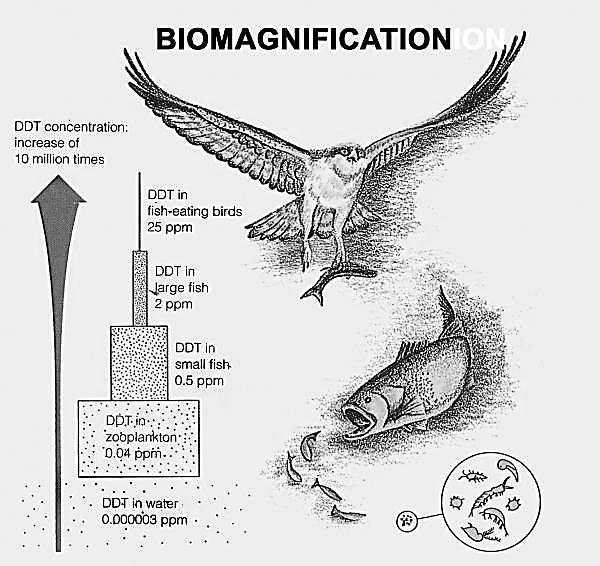 BIOMAGNIFICATION
DDT concentration:
increase of
10 million times
DDT in
fish-eating birds
25 ppm
DDT in
large fish
2 ppm
DDT in
small fish
0.5 ppm
DDT in
zooplankton
0.04 ppm
DDT in water
0.000003 ppm